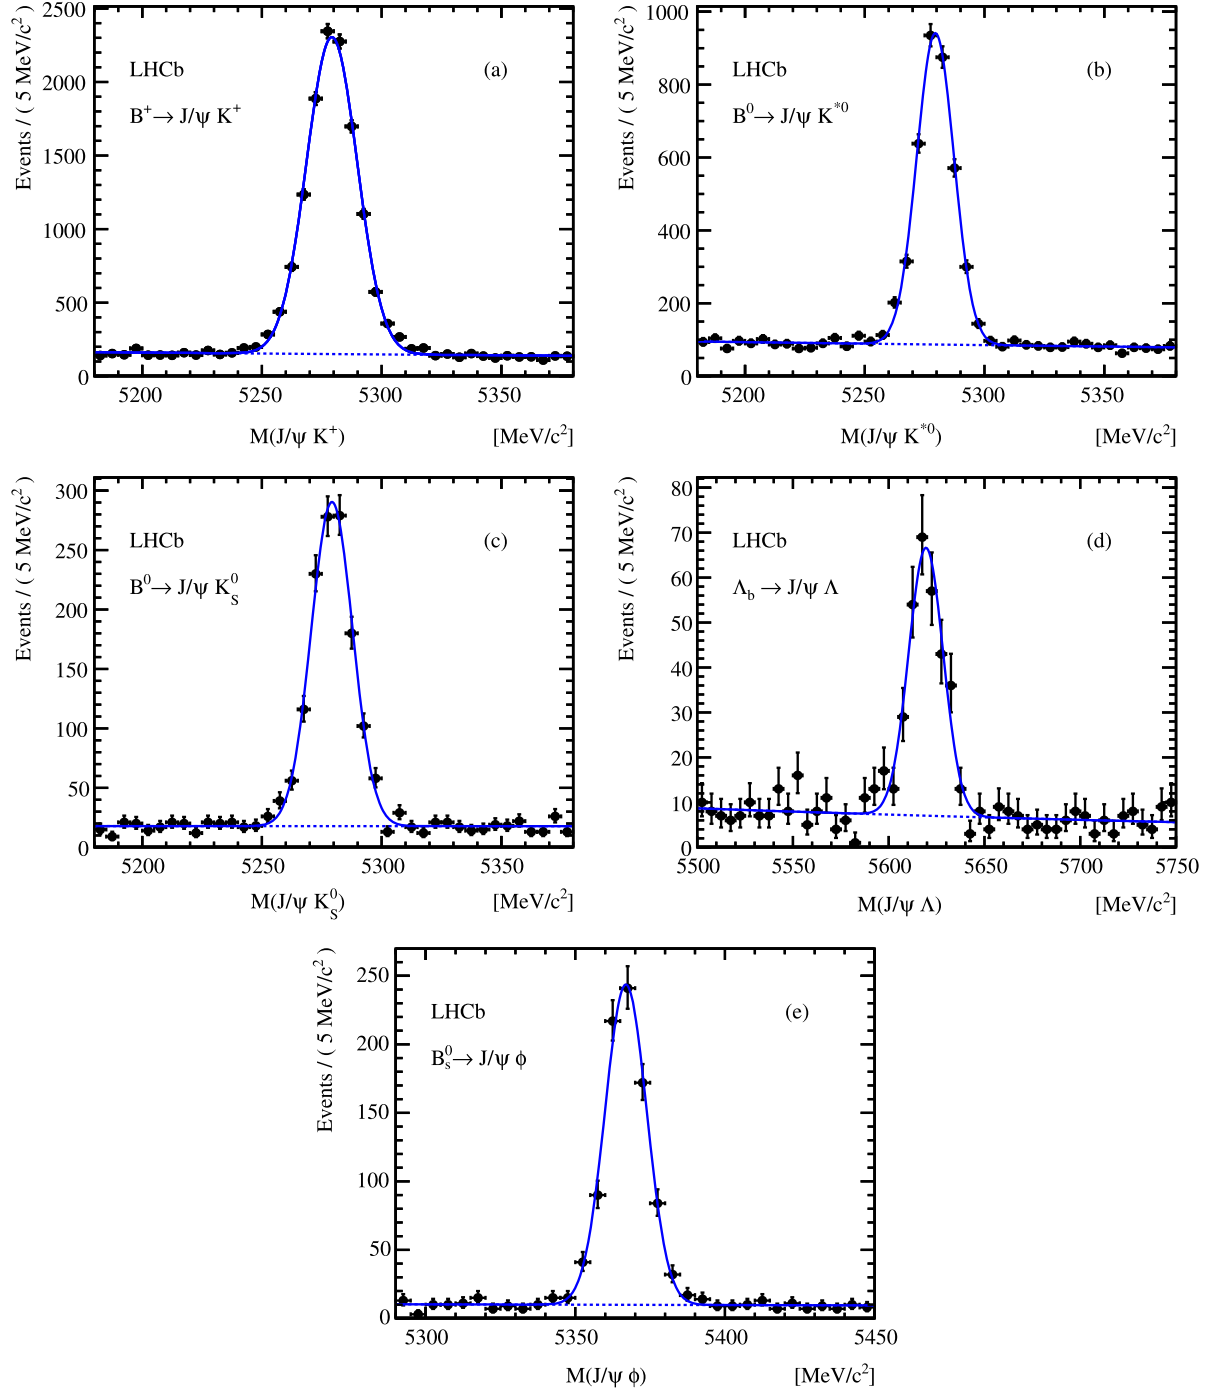 Events / ( 5 MeV/c²)
2500
2000
1500
1000
500
0
LHCb
(a)
B⁺→ J/ψ K⁺
5200 5250 5300 5350
M(J/ψ K⁺) [MeV/c²]
Events / ( 5 MeV/c²)
1000
800
600
400
200
0
LHCb
(b)
B⁰→ J/ψ K*⁰
5200 5250 5300 5350
M(J/ψ K*⁰) [MeV/c²]
Events / ( 5 MeV/c²)
300
250
200
150
100
50
0
LHCb
(c)
B⁰→ J/ψ K_S⁰
5200 5250 5300 5350
M(J/ψ K_S⁰) [MeV/c²]
Events / ( 5 MeV/c²)
80
70
60
50
40
30
20
10
0
LHCb
(d)
Λ_b → J/ψ Λ
5500 5550 5600 5650 5700 5750
M(J/ψ Λ) [MeV/c²]
Events / ( 5 MeV/c²)
250
200
150
100
50
0
LHCb
(e)
B_s⁰→ J/ψ ϕ
5300 5350 5400 5450
M(J/ψ ϕ) [MeV/c²]